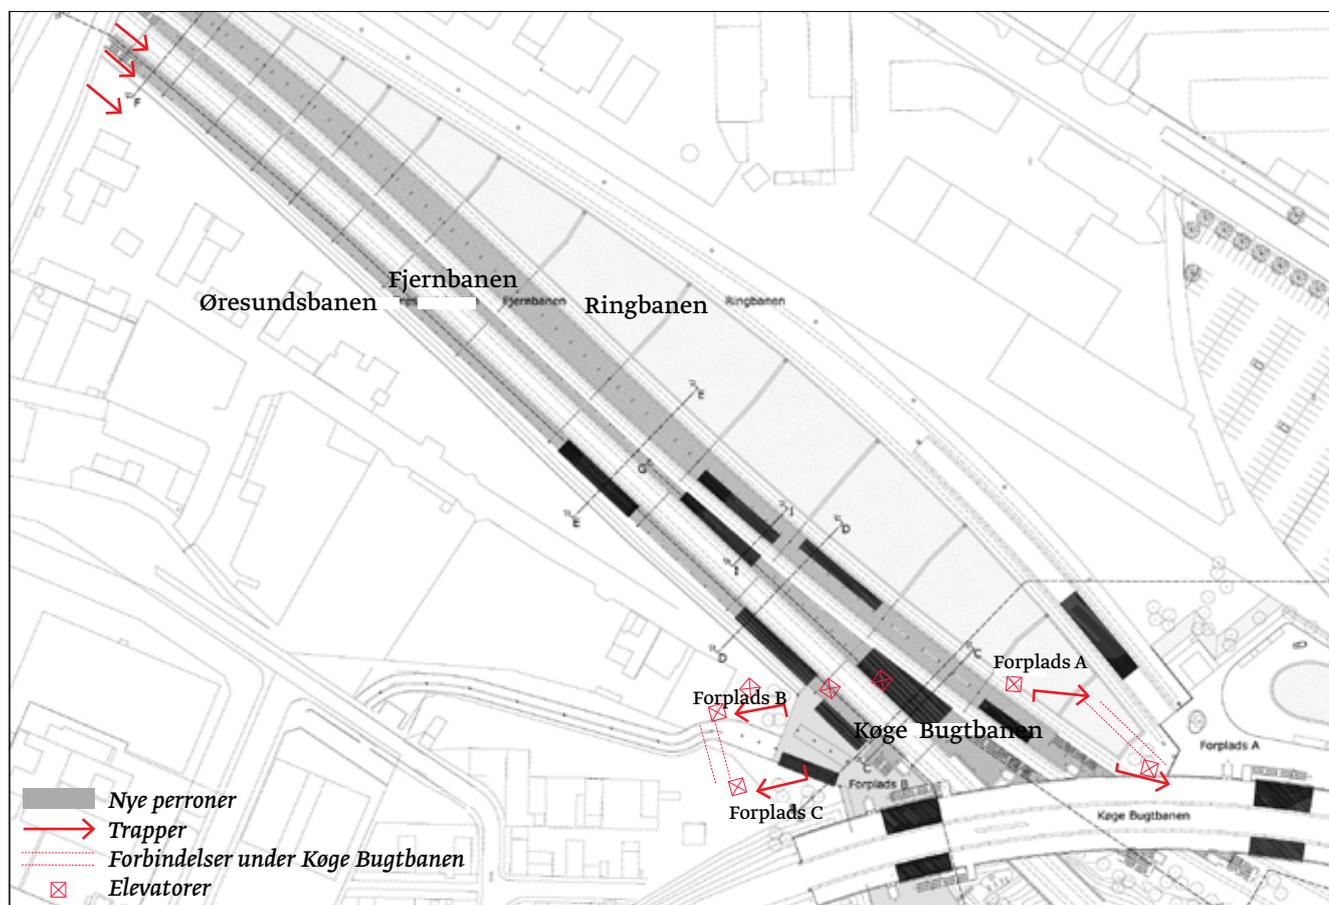 F
Fjernbanen
Øresundsbanen
Fjernbanen
Ringbanen
Ringbanen
E
G
E
I
D
I
D
C
Forplads A
Forplads B
Køge Bugtbanen
Forplads A
C
Forplads B
Forplads C
Køge Bugtbanen
Nye perroner
Trapper
Forbindelser under Køge Bugtbanen
Elevatorer